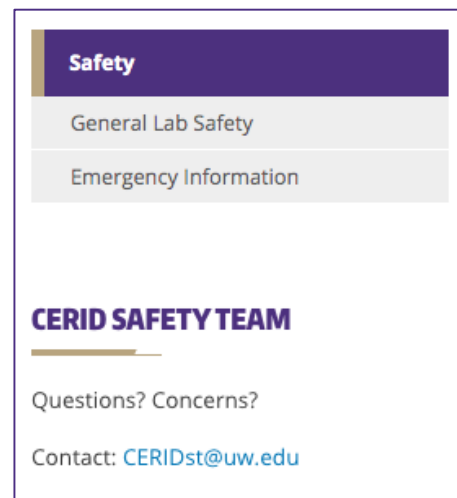 Safety
General Lab Safety
Emergency Information
CERID SAFETY TEAM
Questions? Concerns?
Contact: CERIDst@uw.edu